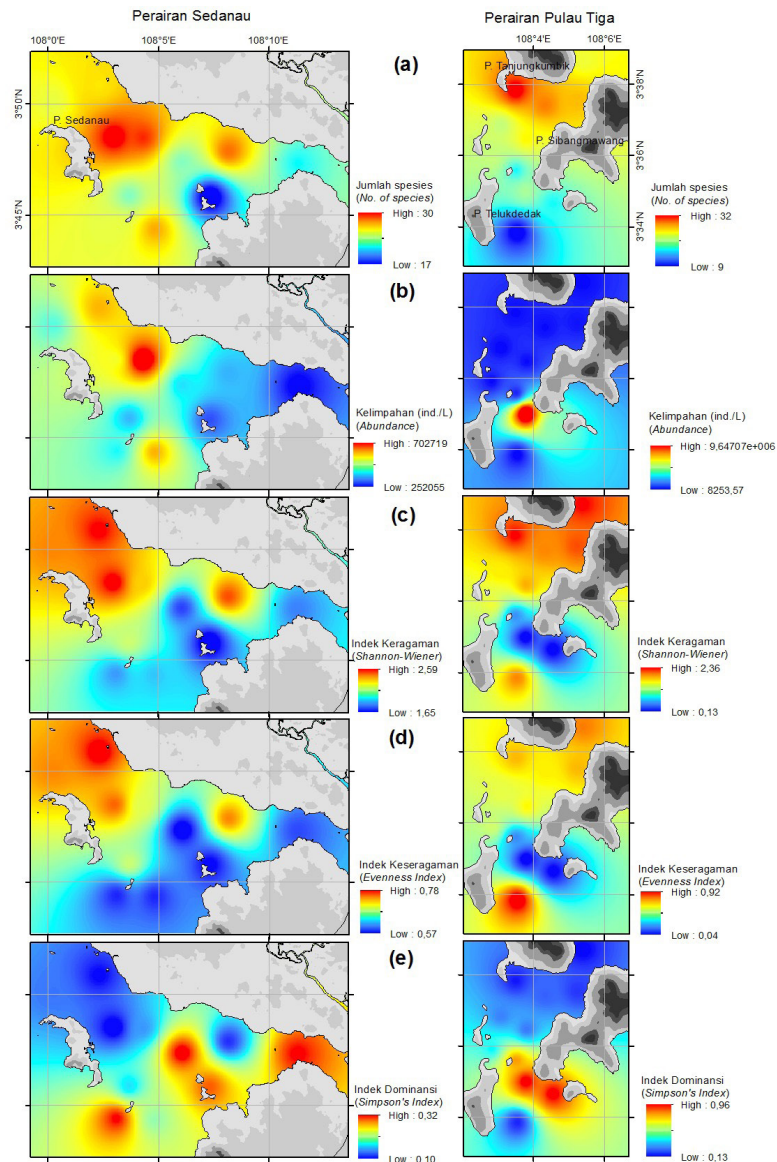 Perairan Sedanau
Perairan Pulau Tiga
108°0'E
108°5'E
108°10'E
108°4'E
108°6'E
(a)
P. Tanjungkumbik
3°38'N
3°50'N
P. Sedanau
P. Sibangmawang
3°36'N
Jumlah spesies
(No. of species)
High : 30
Low : 17
3°45'N
P. Telukdedak
3°34'N
Jumlah spesies
(No. of species)
High : 32
Low : 9
(b)
Kelimpahan (ind./L)
(Abundance)
High : 702719
Low : 252055
Kelimpahan (ind./L)
(Abundance)
High : 9,64707e+006
Low : 8253,57
(c)
Indek Keragaman
(Shannon-Wiener)
High : 2,59
Low : 1,65
Indek Keragaman
(Shannon-Wiener)
High : 2,36
Low : 0,13
(d)
Indek Keseragaman
(Evenness Index)
High : 0,78
Low : 0,57
Indek Keseragaman
(Evenness Index)
High : 0,92
Low : 0,04
(e)
Indek Dominansi
(Simpson's Index)
High : 0,32
Low : 0,10
Indek Dominansi
(Simpson's Index)
High : 0,96
Low : 0,13